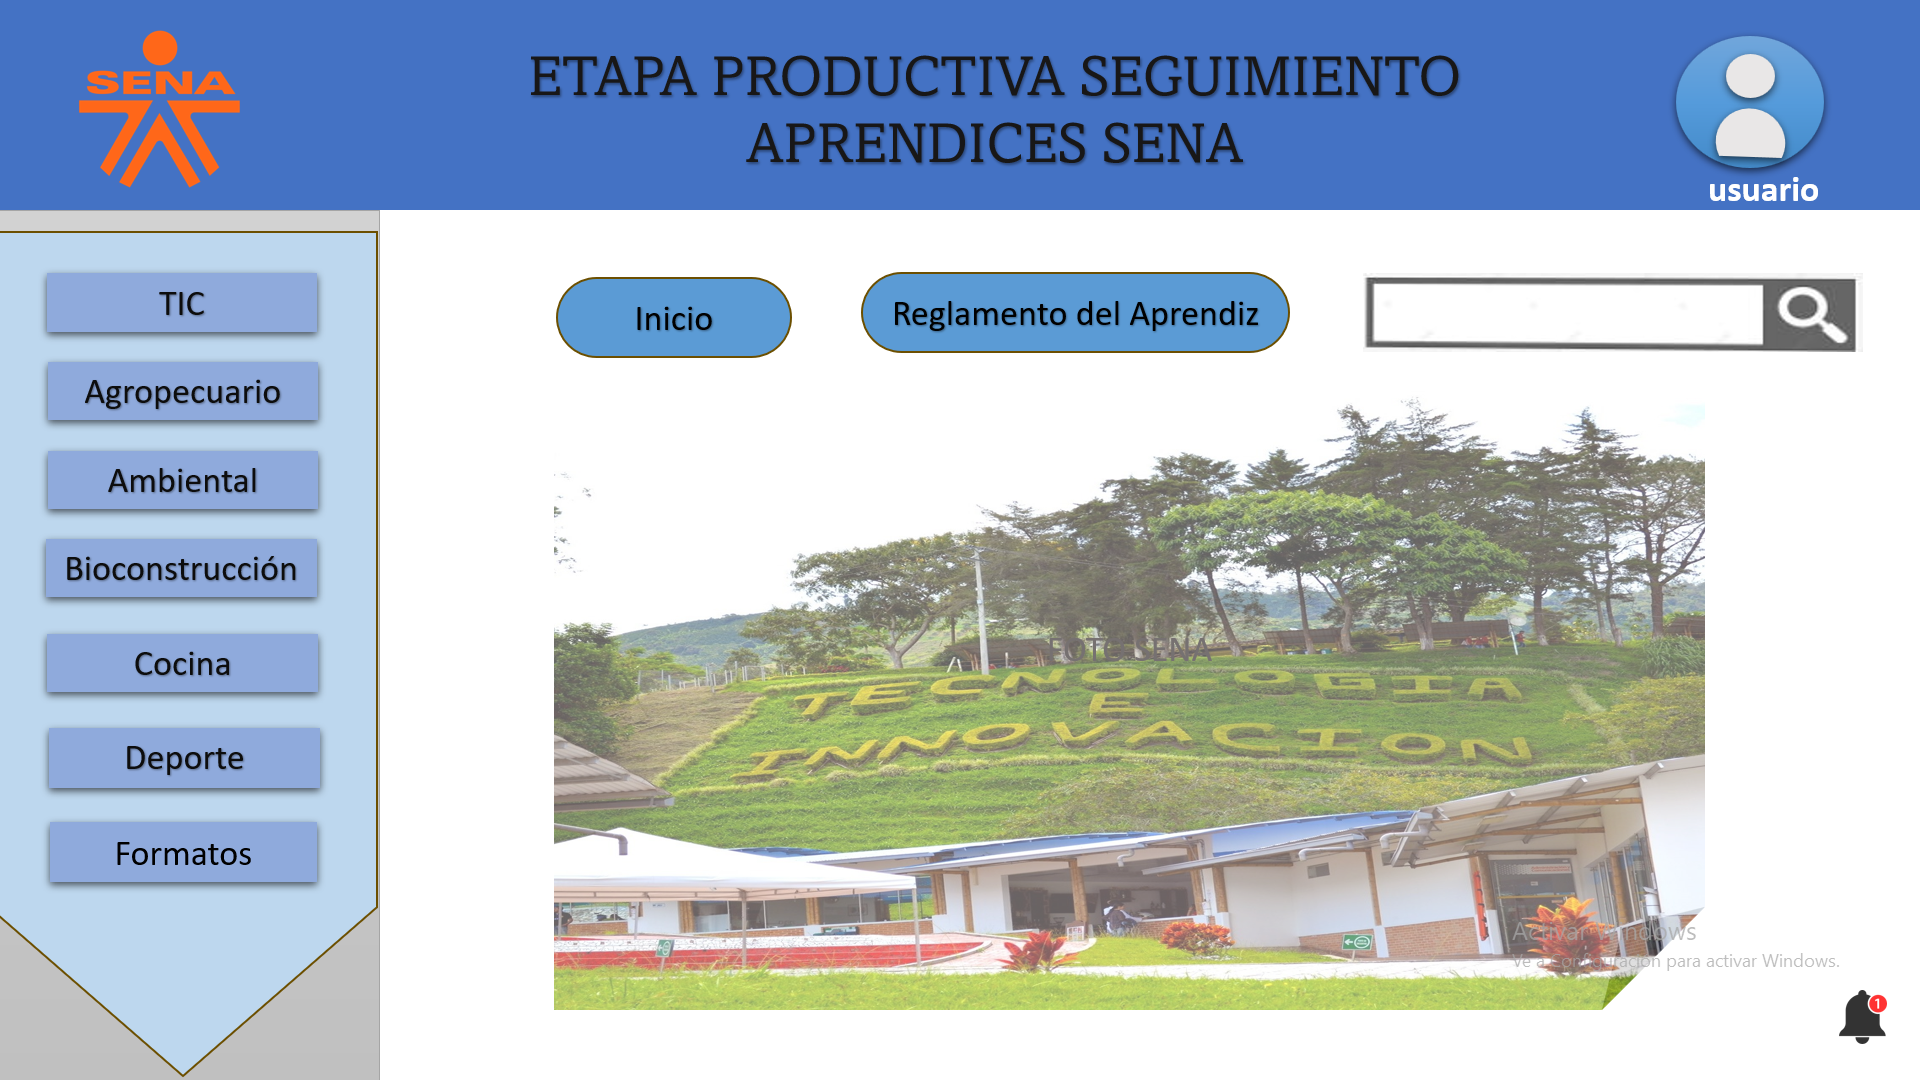 SENA
ETAPA PRODUCTIVA SEGUIMIENTO
APRENDICES SENA
usuario
TIC
Agropecuario
Ambiental
Bioconstrucción
Cocina
Deporte
Formatos
Inicio
Reglamento del Aprendiz
FOTO SENA
TECNOLOGIA
E
INNOVACION
Activar Windows
Ve a Configuración para activar Windows.
1